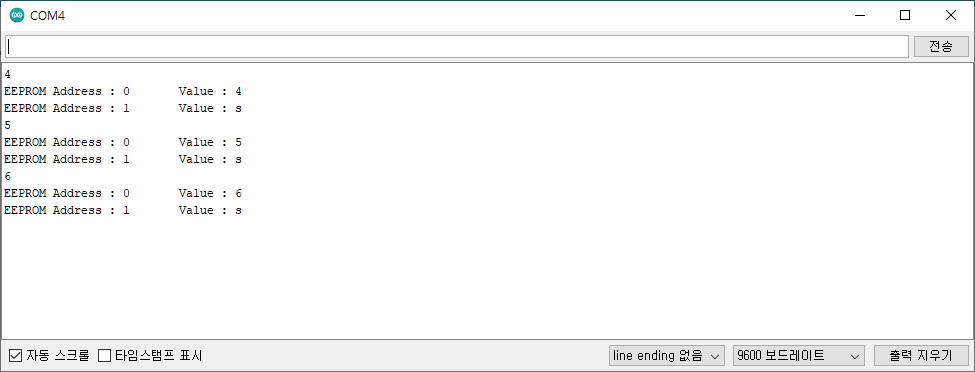 COM4
전송
4
EEPROM Address : 0 Value : 4
EEPROM Address : 1 Value : s
5
EEPROM Address : 0 Value : 5
EEPROM Address : 1 Value : s
6
EEPROM Address : 0 Value : 6
EEPROM Address : 1 Value : s
자동 스크롤 타임스탬프 표시 line ending 없음 9600 보드레이트 출력 지우기